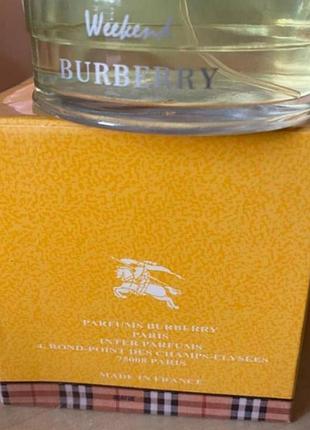 Weekend
BURBERRY
PARFUMS BURBERRY
PARIS
INTER PARFUMS
4, ROND-POINT DES CHAMPS-ELYSEES
75008 PARIS
MADE IN FRANCE